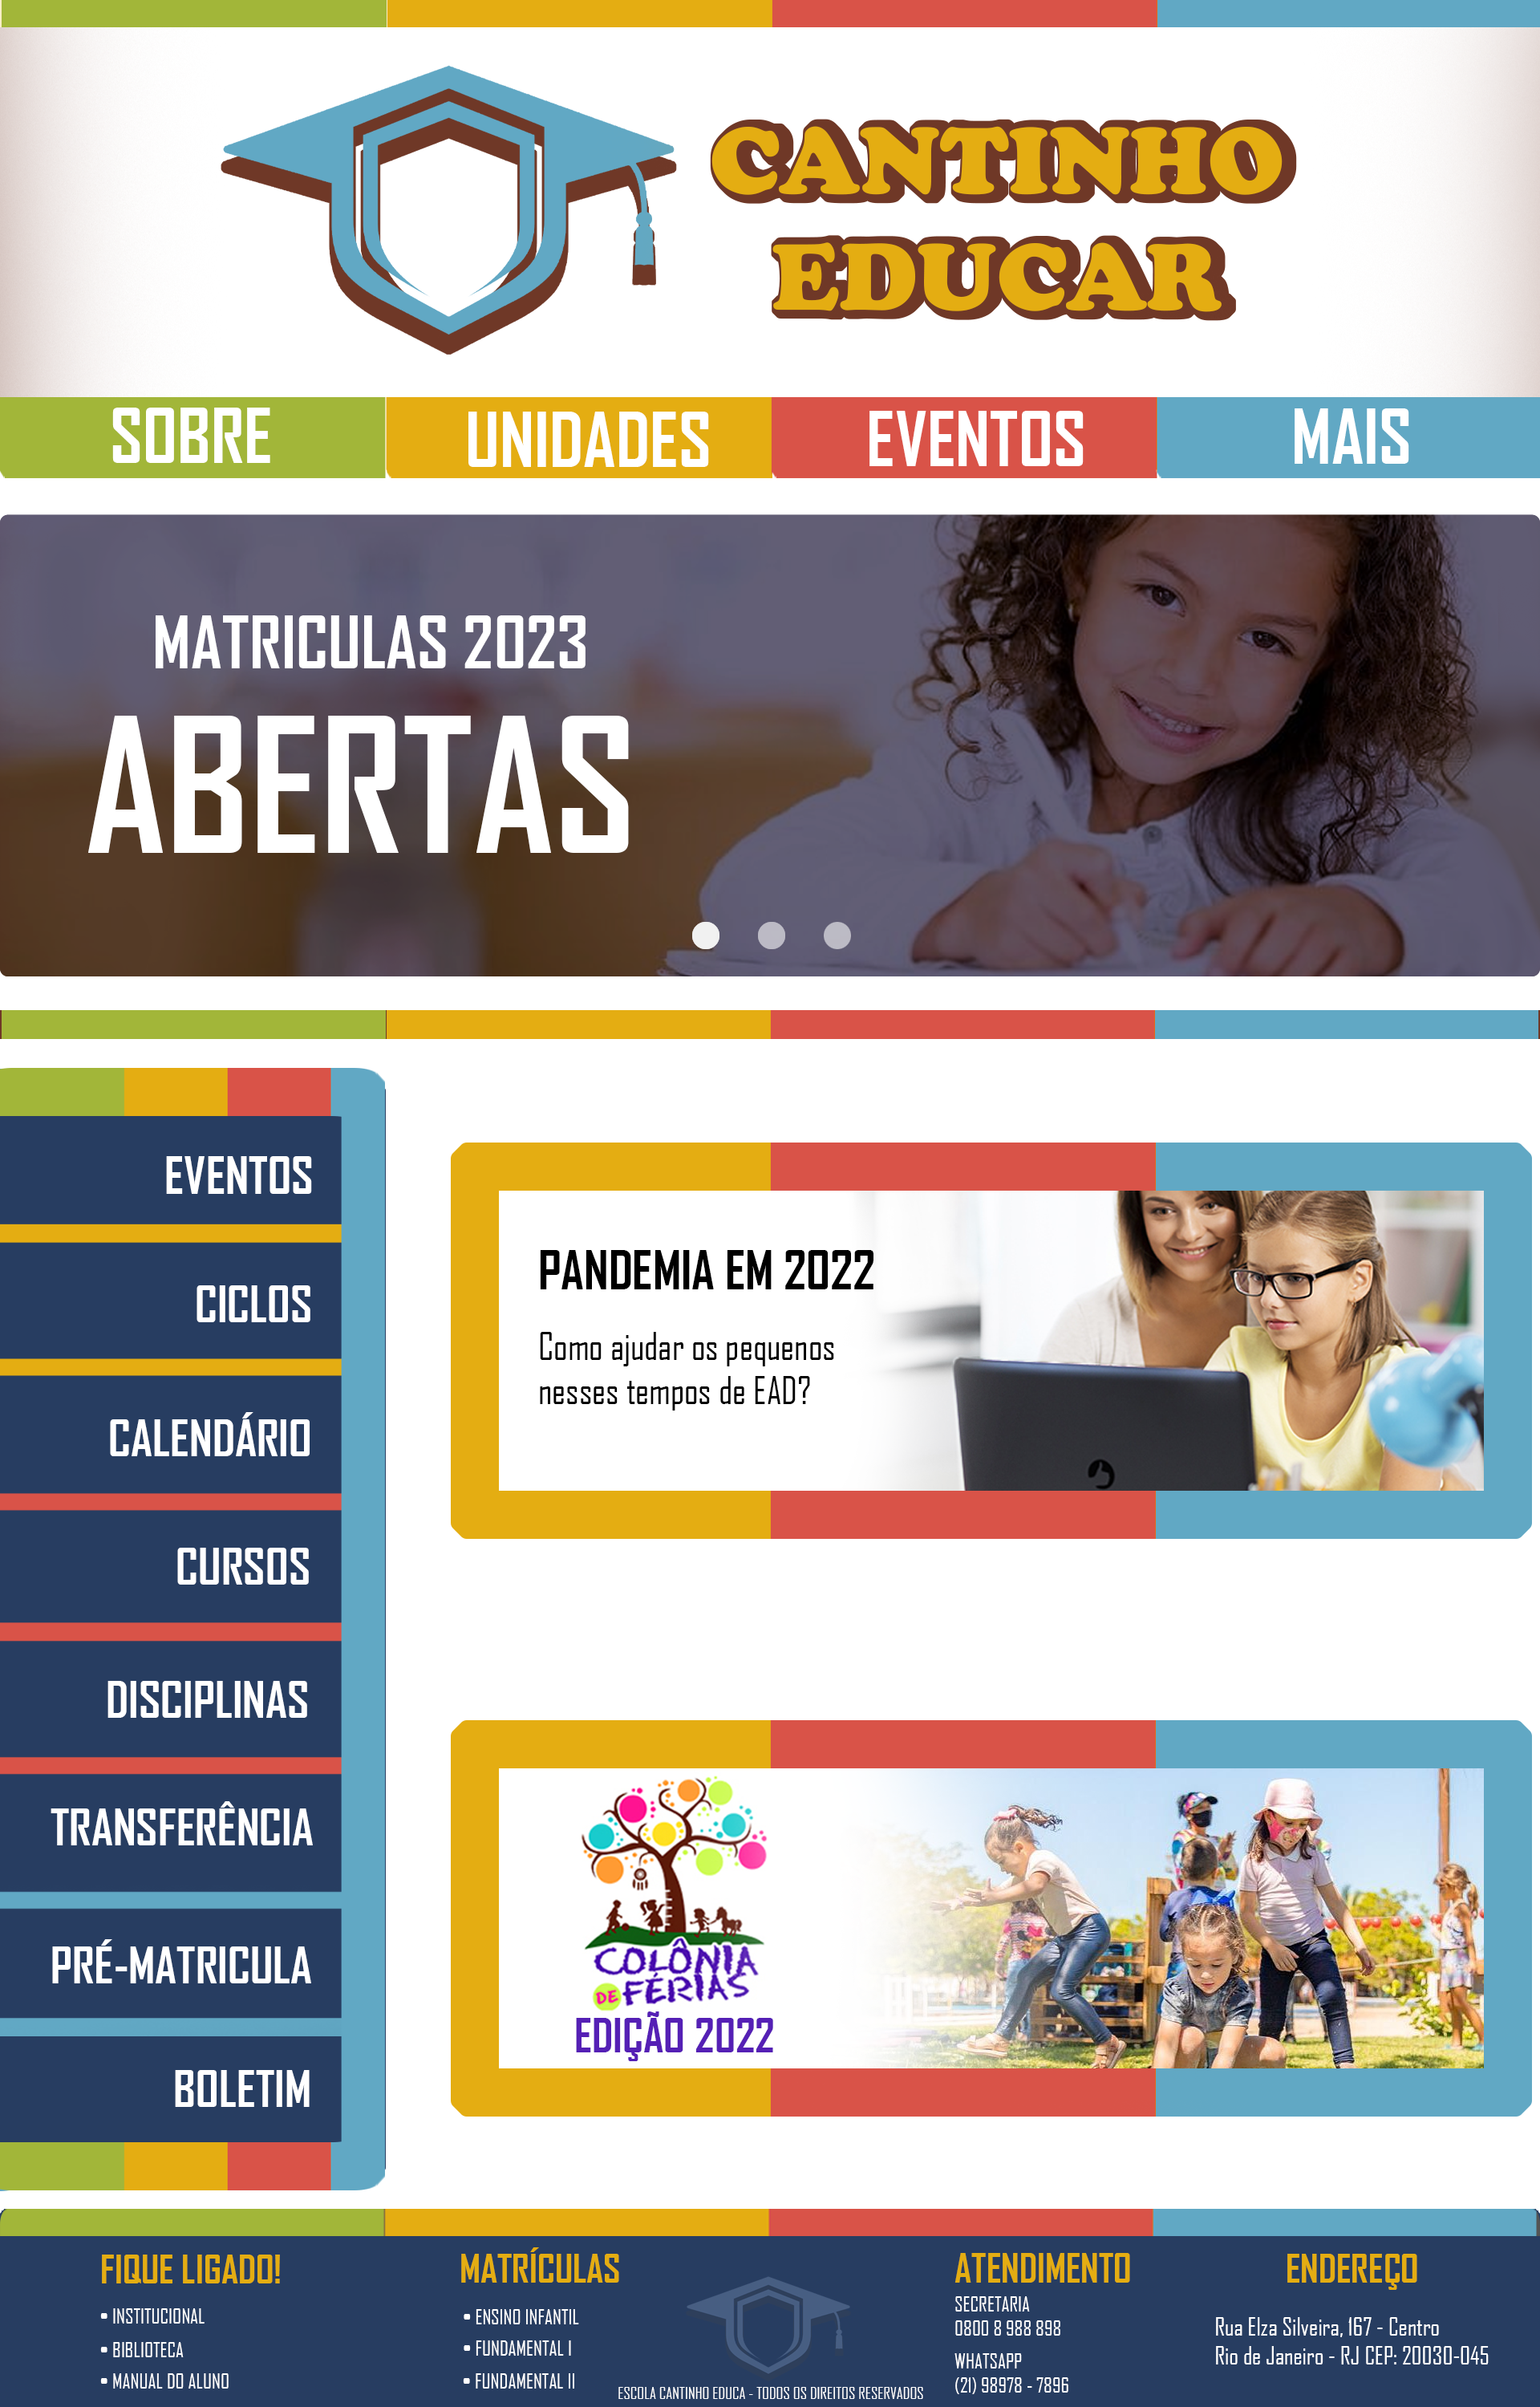 CANTINHO
EDUCAR
SOBRE
UNIDADES
EVENTOS
MAIS
MATRICULAS 2023
ABERTAS
EVENTOS
CICLOS
CALENDÁRIO
CURSOS
DISCIPLINAS
TRANSFERÊNCIA
PRÉ-MATRICULA
BOLETIM
PANDEMIA EM 2022
Como ajudar os pequenos
nesses tempos de EAD?
COLÔNIA
DE FÉRIAS
EDIÇÃO 2022
FIQUE LIGADO!
• INSTITUCIONAL
• BIBLIOTECA
• MANUAL DO ALUNO
MATRÍCULAS
• ENSINO INFANTIL
• FUNDAMENTAL I
• FUNDAMENTAL II
ESCOLA CANTINHO EDUCA - TODOS OS DIREITOS RESERVADOS
ATENDIMENTO
SECRETARIA
0800 8 988 898
WHATSAPP
(21) 98978 - 7896
ENDEREÇO
Rua Elza Silveira, 167 - Centro
Rio de Janeiro - RJ CEP: 20030-045